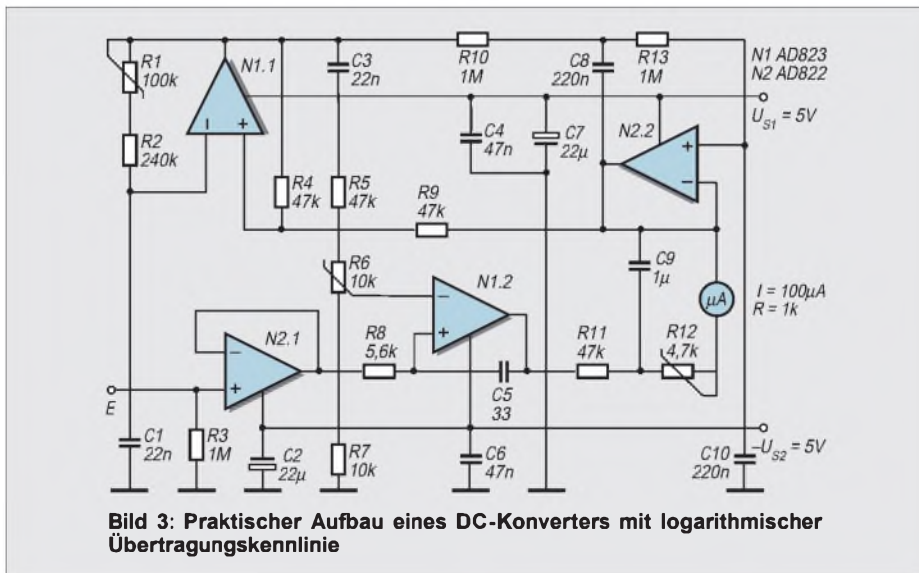 R1
100k
N1.1
C3
22n
R10
1M
C8
220n
R13
1M
N1 AD823
N2 AD822
US1 = 5V
– +
R2
240k
C4
47n
C7
22µ
N2.2
+
–
R4
47k
R5
47k
R9
47k
R6
10k
C9
1µ
µA
I = 100µA
R = 1k
N1.2
–
+
N2.1
–
+
R8
5,6k
R11
47k
R12
4,7k
C5
33
E
–US2 = 5V
C1
22n
R3
1M
C2
22µ
R7
10k
C6
47n
C10
220n
Bild 3: Praktischer Aufbau eines DC-Konverters mit logarithmischer
Übertragungskennlinie